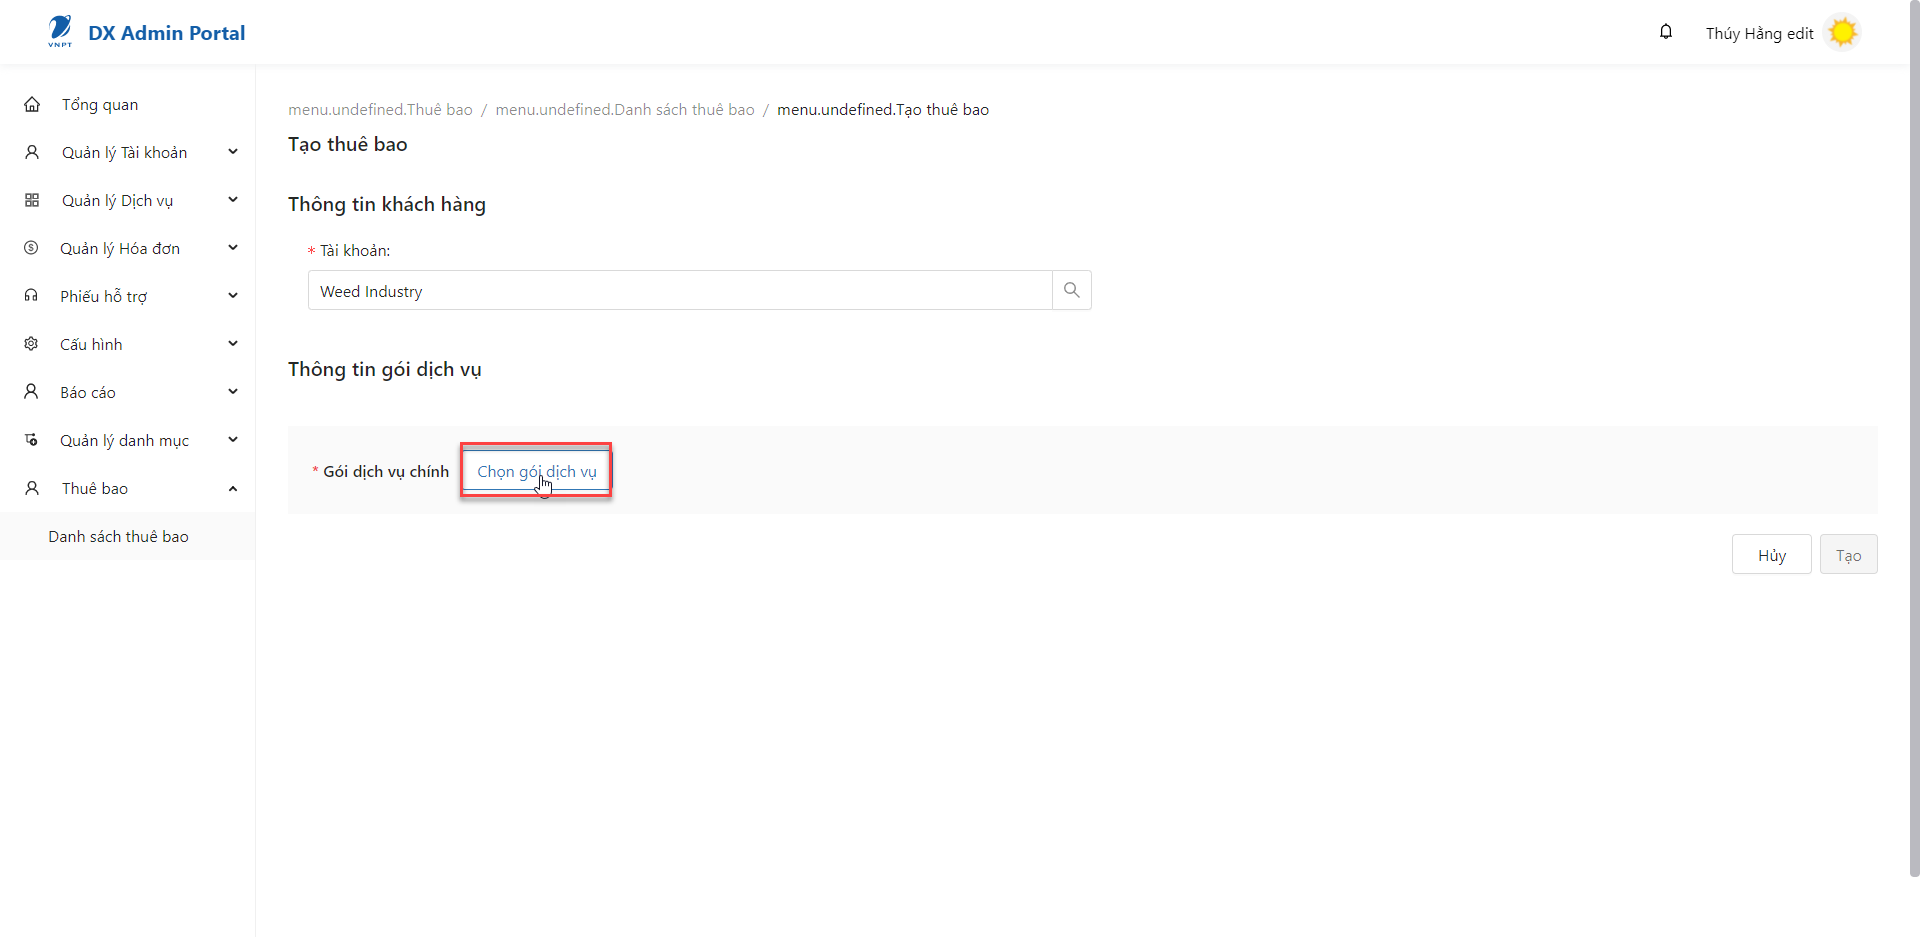 VNPT
DX Admin Portal
Thúy Hằng edit
Tổng quan
Quản lý Tài khoản
Quản lý Dịch vụ
Quản lý Hóa đơn
Phiếu hỗ trợ
Cấu hình
Báo cáo
Quản lý danh mục
Thuê bao
Danh sách thuê bao
menu.undefined.Thuê bao / menu.undefined.Danh sách thuê bao / menu.undefined.Tạo thuê bao
Tạo thuê bao
Thông tin khách hàng
* Tài khoản:
Weed Industry
Thông tin gói dịch vụ
* Gói dịch vụ chính Chọn gói dịch vụ
Hủy Tạo